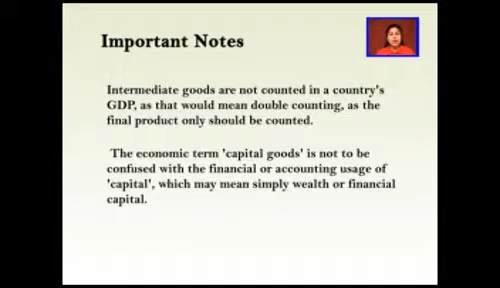 Important Notes
Intermediate goods are not counted in a country's
GDP, as that would mean double counting, as the
final product only should be counted.
The economic term 'capital goods' is not to be
confused with the financial or accounting usage of
'capital', which may mean simply wealth or financial
capital.